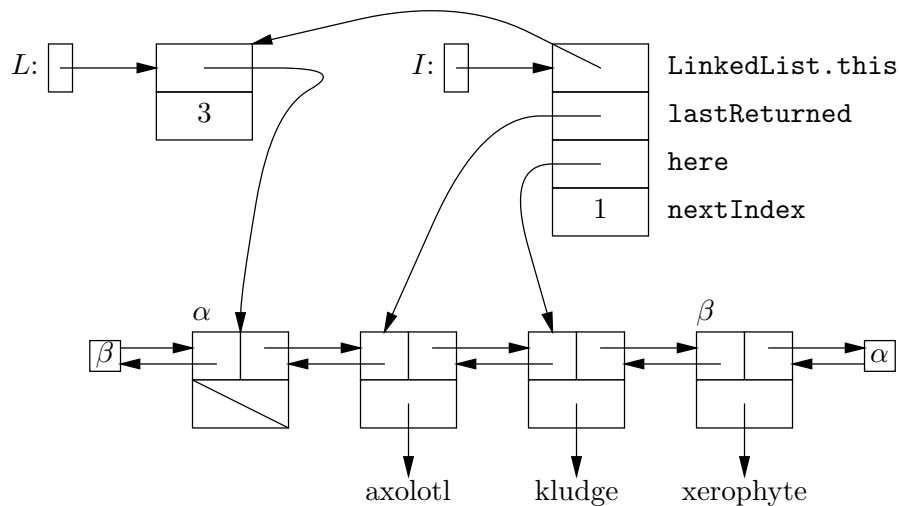 L: I: LinkedList.this
3 lastReturned
here
1 nextIndex
α β
β α
axolotl kludge xerophyte